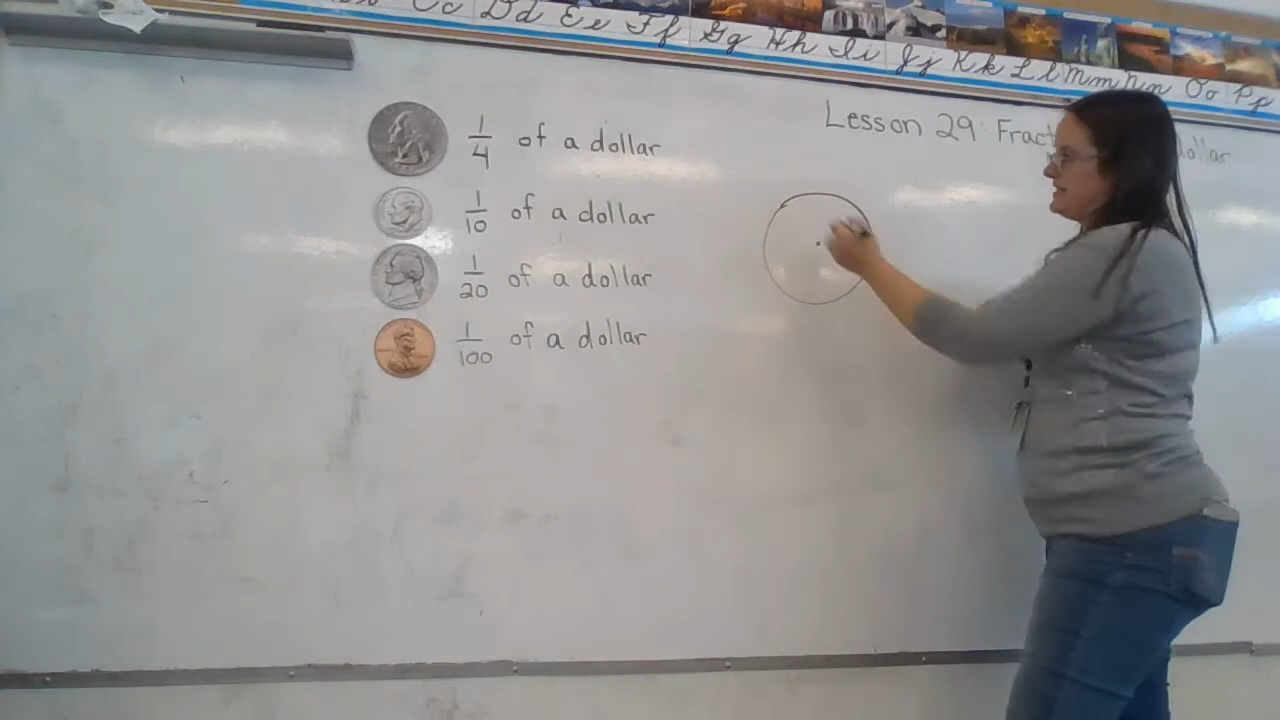 Cc Dd Ee Ff Gg Hh Ii Jj Kk Ll Mm Nn Oo Pp
Lesson 29: Fract ollar
1/4 of a dollar
1/10 of a dollar
1/20 of a dollar
1/100 of a dollar